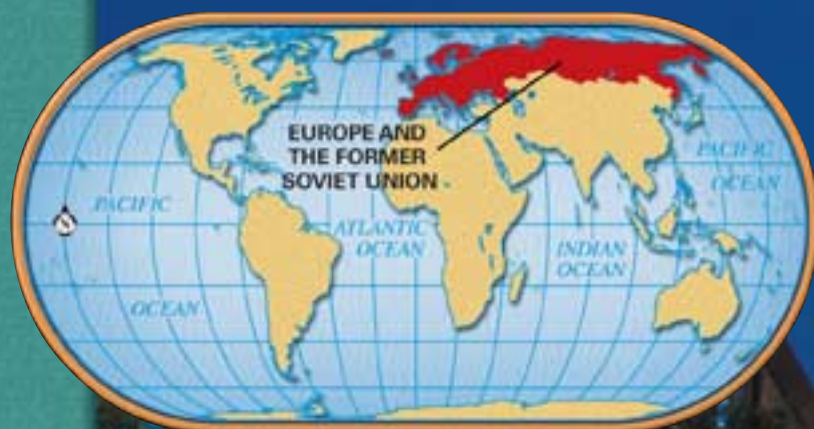 EUROPE AND
THE FORMER
SOVIET UNION
PACIFIC
OCEAN
PACIFIC
OCEAN
ATLANTIC
OCEAN
INDIAN
OCEAN
N